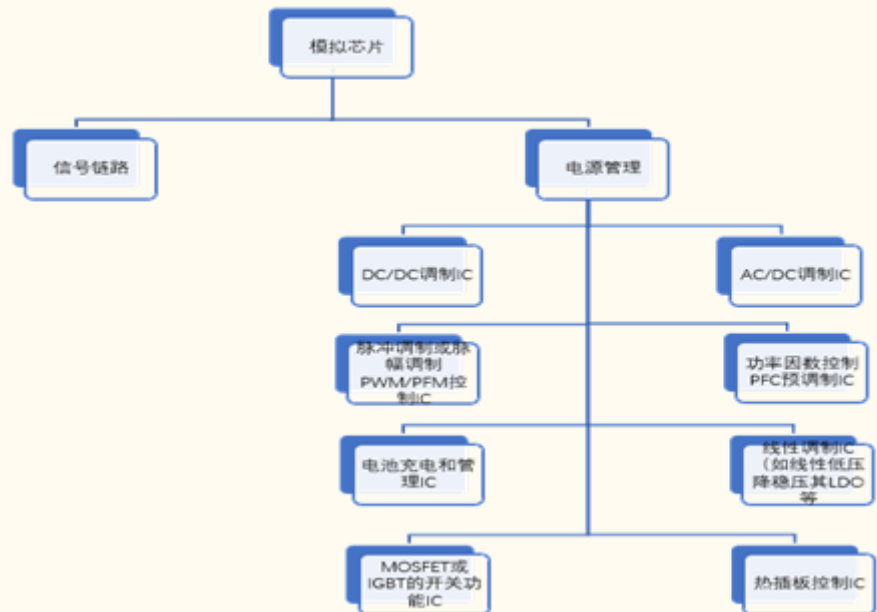 模拟芯片
信号链路
电源管理
DC/DC调制IC
AC/DC调制IC
脉冲调制或脉
幅调制
PWM/PFM控
制IC
功率因数控制
PFC预调制IC
电池充电和管
理IC
线性调制IC
（如线性低压
降稳压其LDO
等
MOSFET或
IGBT的开关功
能IC
热插板控制IC